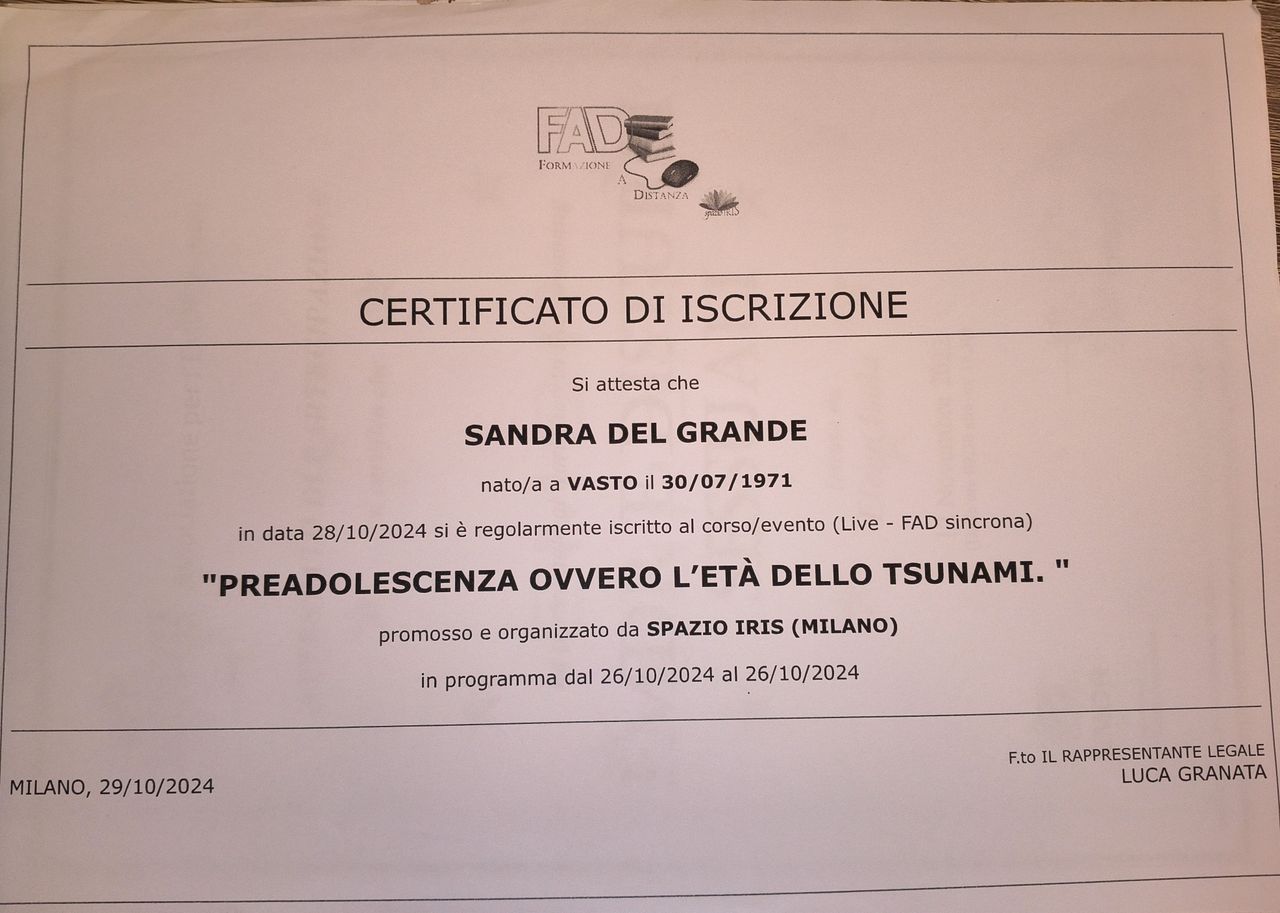 FAD
FORMAZIONE
A
DISTANZA
spazio IRIS
CERTIFICATO DI ISCRIZIONE
Si attesta che
SANDRA DEL GRANDE
nato/a a VASTO il 30/07/1971
in data 28/10/2024 si è regolarmente iscritto al corso/evento (Live - FAD sincrona)
"PREADOLESCENZA OVVERO L’ETÀ DELLO TSUNAMI. "
promosso e organizzato da SPAZIO IRIS (MILANO)
in programma dal 26/10/2024 al 26/10/2024
F.to IL RAPPRESENTANTE LEGALE
MILANO, 29/10/2024
LUCA GRANATA